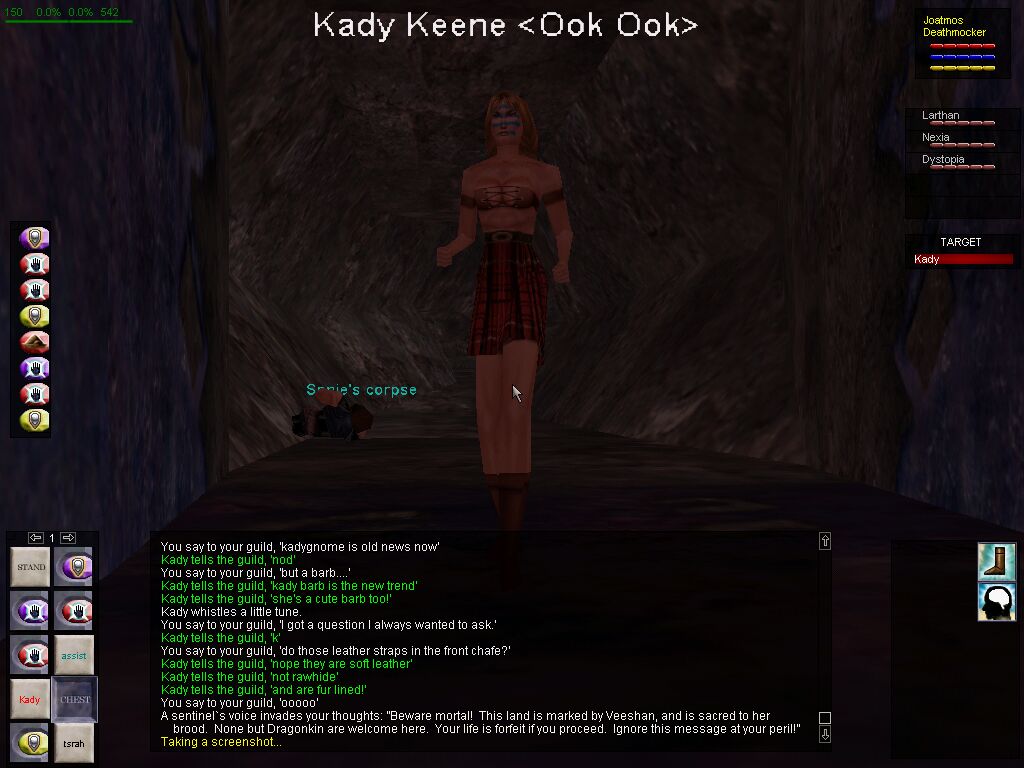 150 0.0% 0.0% 542
Kady Keene <Ook Ook>
Joatmos
Deathmocker
Larthan
Nexia
Dystopia
TARGET
Kady
Sonie's corpse
1
STAND
assist
Kady
CHEST
tsrah
You say to your guild, 'kadygnome is old news now'
Kady tells the guild, 'nod'
You say to your guild, 'but a barb....'
Kady tells the guild, 'kady barb is the new trend'
Kady tells the guild, 'she's a cute barb too!'
Kady whistles a little tune.
You say to your guild, 'I got a question I always wanted to ask.'
Kady tells the guild, 'k'
You say to your guild, 'do those leather straps in the front chafe?'
Kady tells the guild, 'nope they are soft leather'
Kady tells the guild, 'not rawhide'
Kady tells the guild, 'and are fur lined!'
You say to your guild, 'ooooo'
A sentinel`s voice invades your thoughts: "Beware mortal!  This land is marked by Veeshan, and is sacred to her
brood.  None but Dragonkin are welcome here.  Your life is forfeit if you proceed.  Ignore this message at your peril!"
Taking a screenshot...